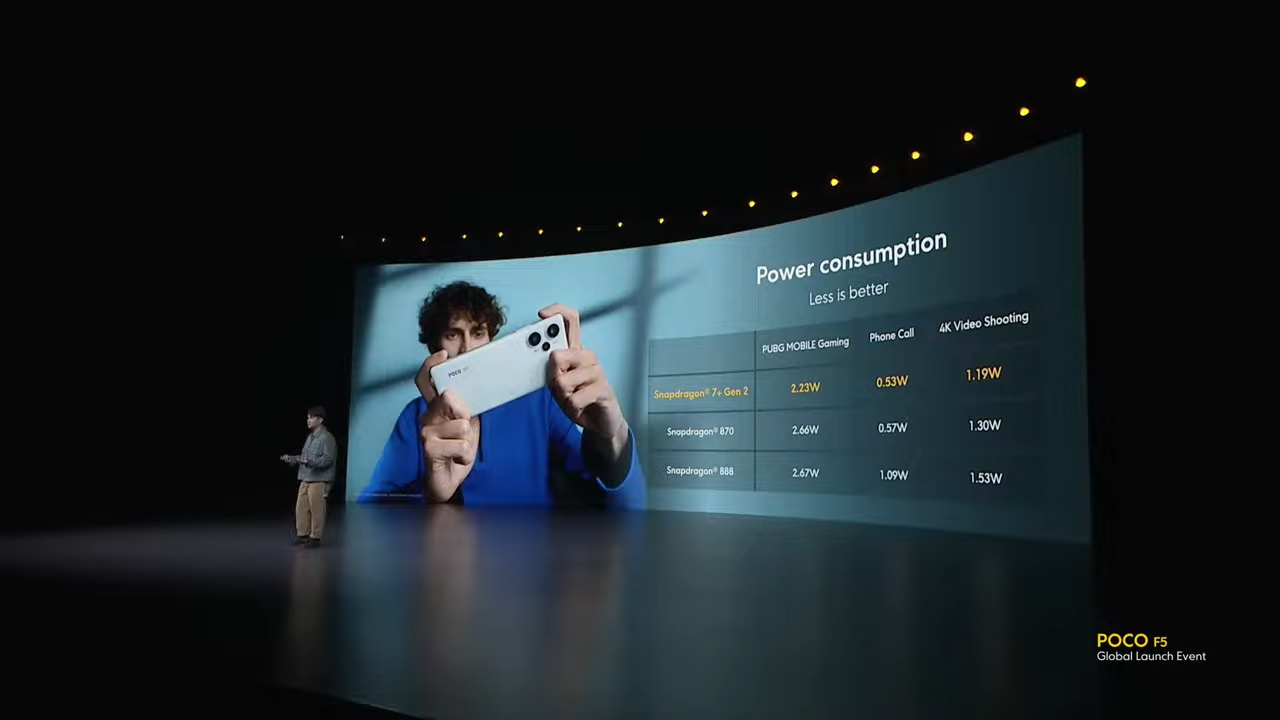 Power consumption
Less is better
PUBG MOBILE Gaming Phone Call 4K Video Shooting
Snapdragon® 7+ Gen 2 2.23W 0.53W 1.19W
Snapdragon® 870 2.66W 0.57W 1.30W
Snapdragon® 888 2.67W 1.09W 1.53W
POCO
POCO F5
Global Launch Event